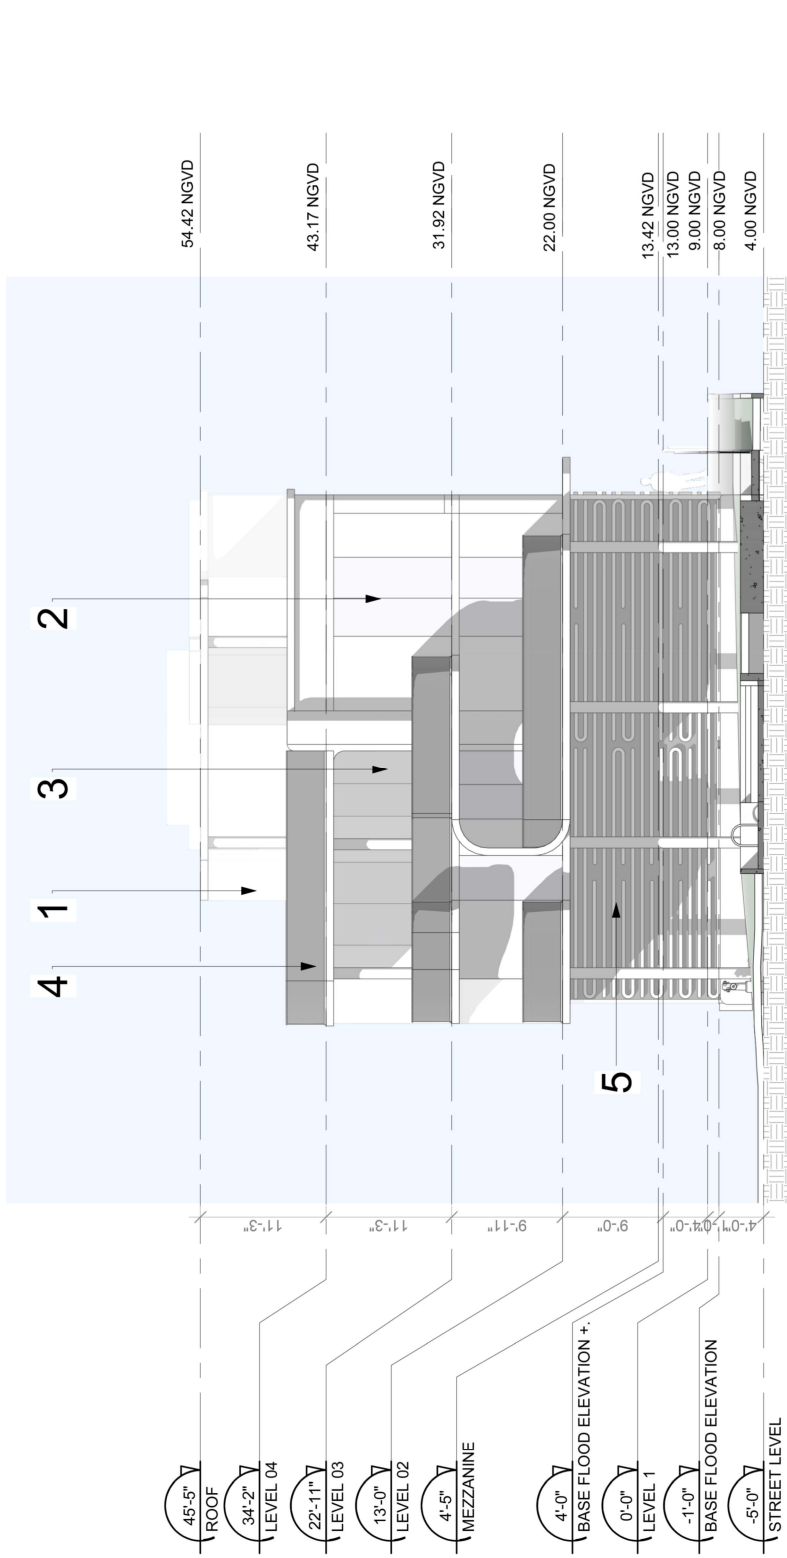 1
2
3
4
5
54.42 NGVD
43.17 NGVD
31.92 NGVD
22.00 NGVD
13.42 NGVD
13.00 NGVD
9.00 NGVD
8.00 NGVD
4.00 NGVD
11'-3"
11'-3"
9'-11"
9'-0"
4'-0"
1'-0"
4'-0"
45'-5"
ROOF
34'-2"
LEVEL 04
22'-11"
LEVEL 03
13'-0"
LEVEL 02
4'-5"
MEZZANINE
4'-0"
BASE FLOOD ELEVATION +.
0'-0"
LEVEL 1
-1'-0"
BASE FLOOD ELEVATION
-5'-0"
STREET LEVEL